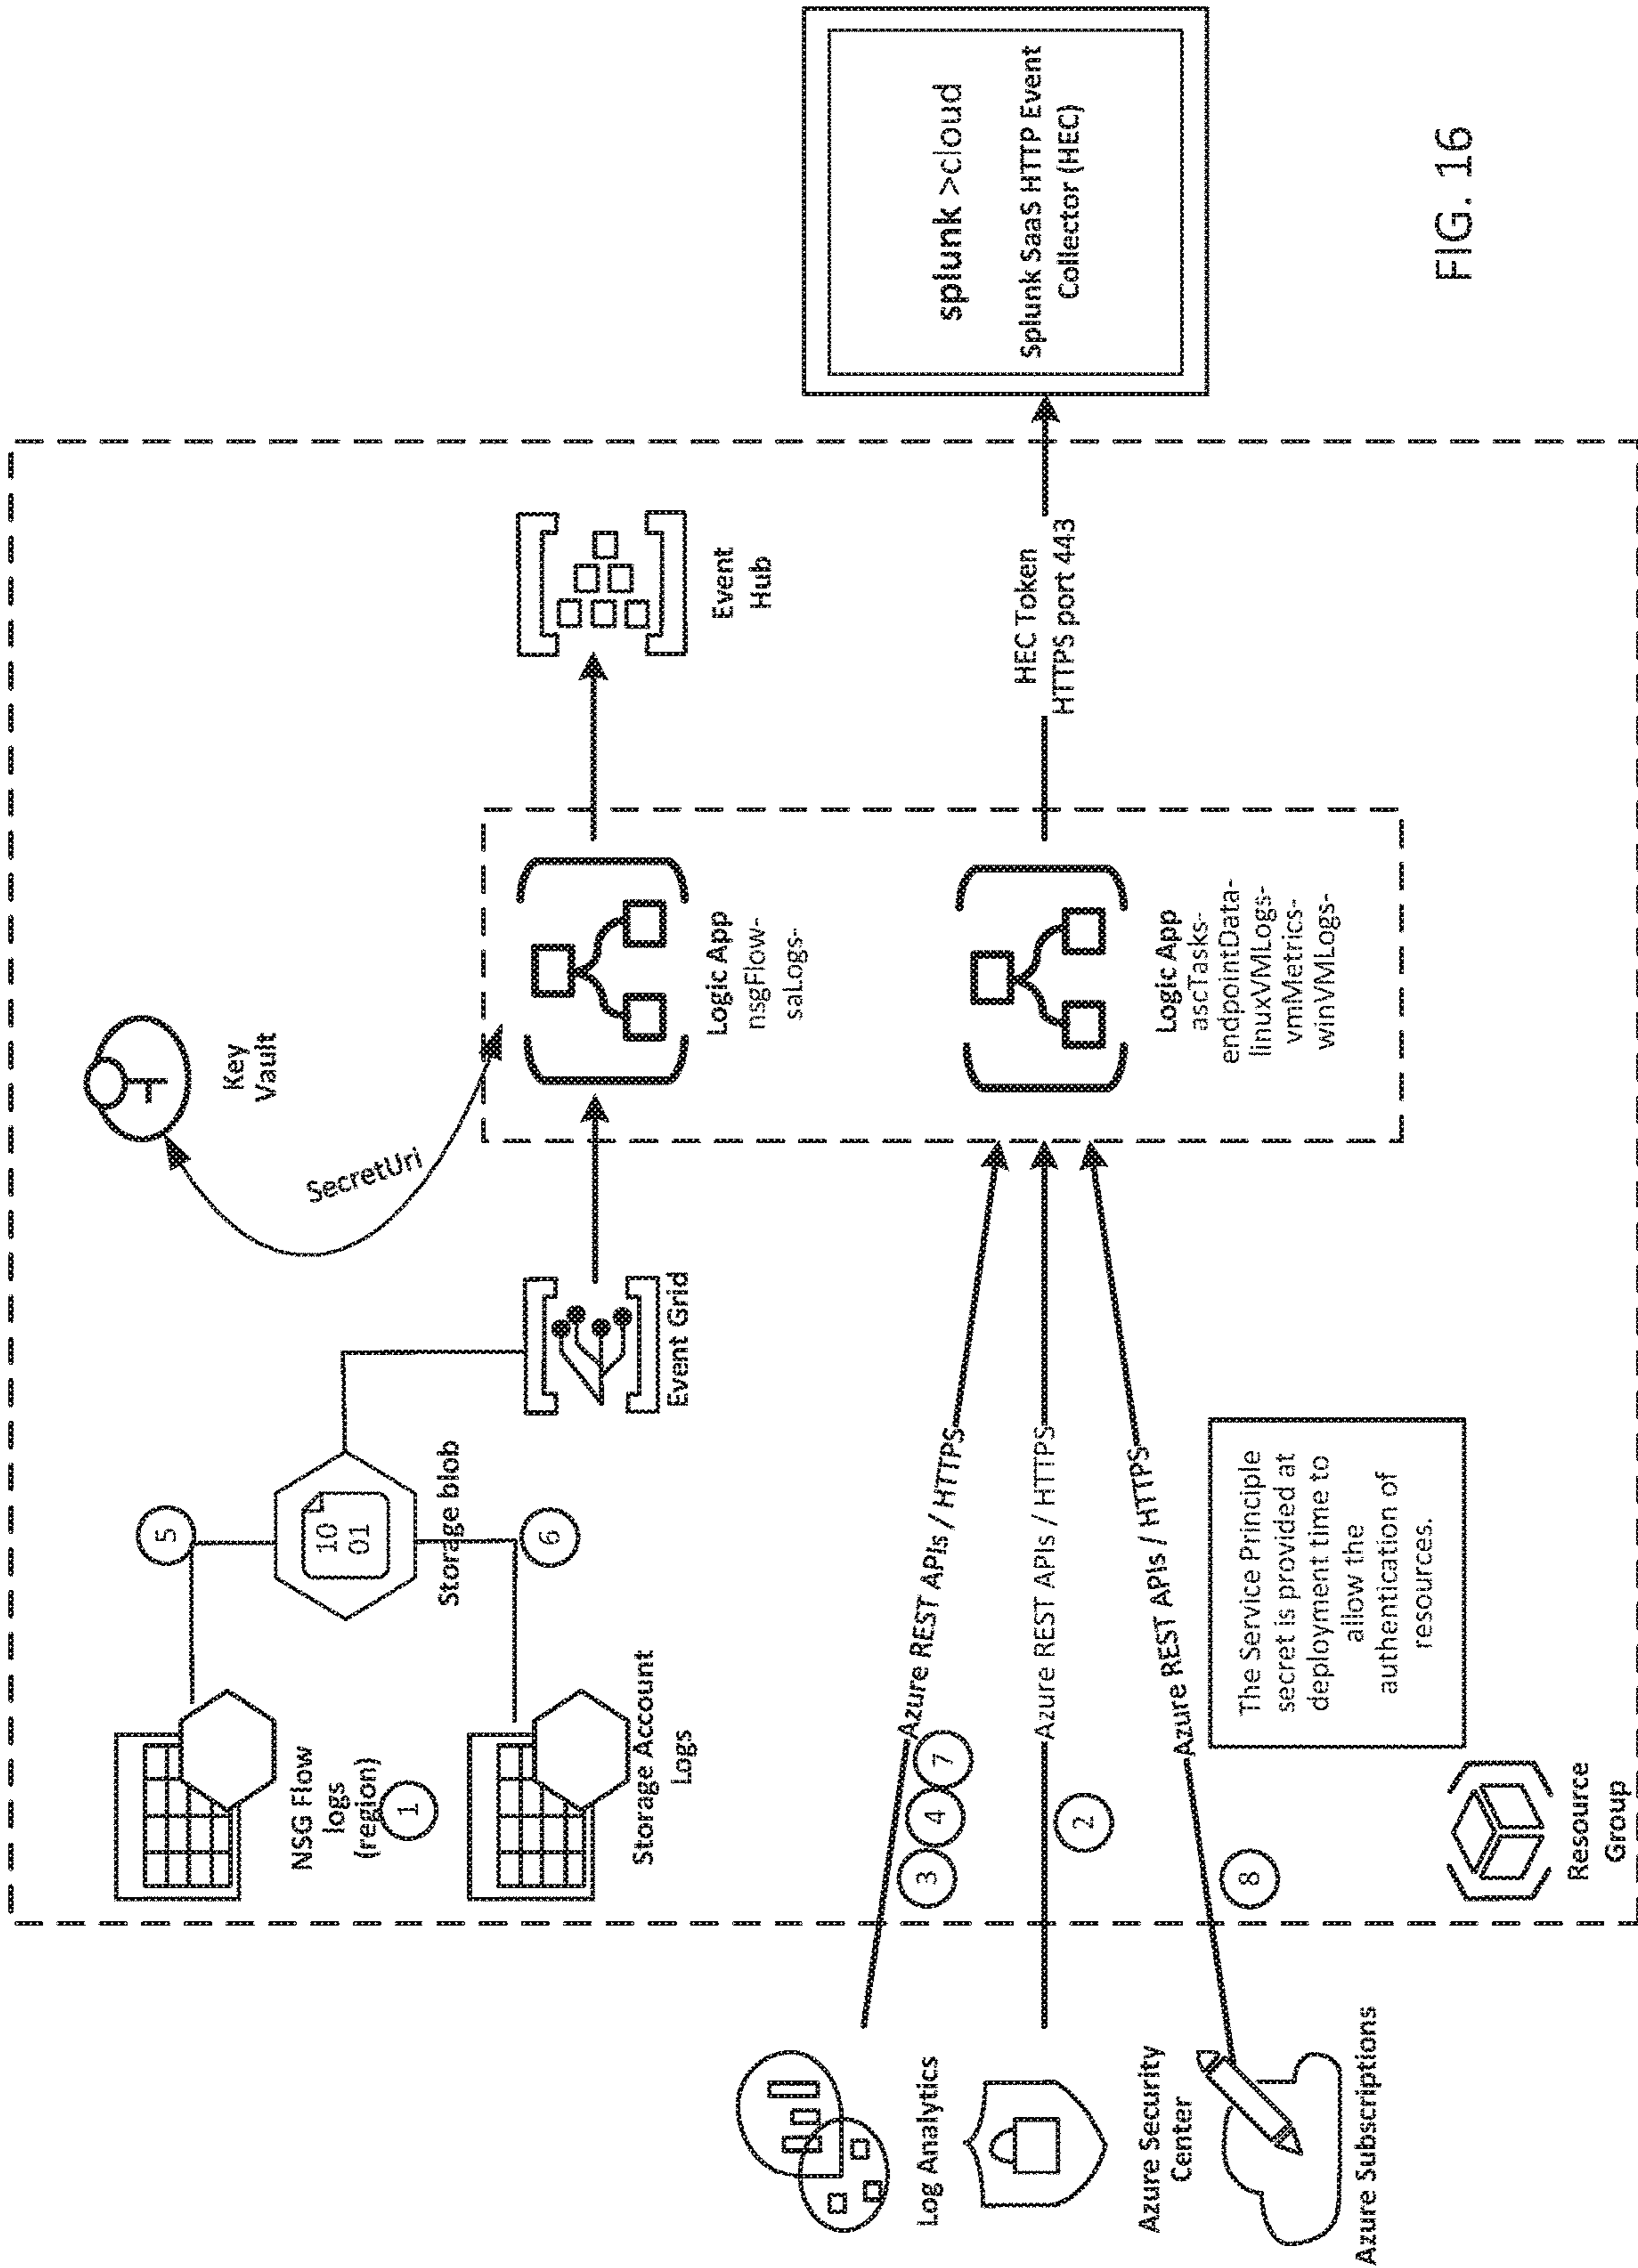 5
NSG Flow
logs
(region)
1
10
01
Storage blob
6
Storage Account
Logs
Event Grid
SecretUri
Key
Vault
Logic App
nsgFlow-
saLogs-
Event
Hub
Log Analytics
3
4
7
Azure REST APIs / HTTPS
Azure Security
Center
2
Azure REST APIs / HTTPS
Azure Subscriptions
8
Azure REST APIs / HTTPS
Logic App
ascTasks-
endpointData-
linuxVMLogs-
vmMetrics-
winVMLogs-
HEC Token
HTTPS port 443
splunk >cloud
Splunk SaaS HTTP Event
Collector (HEC)
The Service Principle
secret is provided at
deployment time to
allow the
authentication of
resources.
Resource
Group
FIG. 16